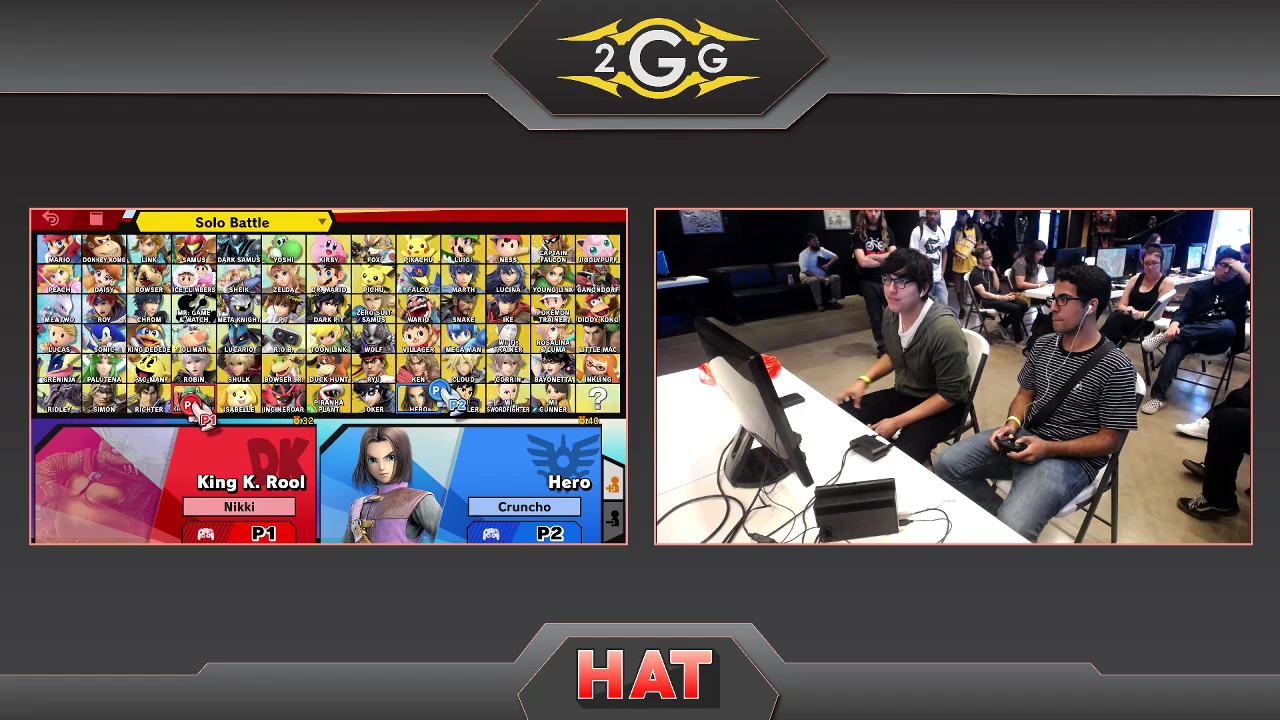 2GG
Solo Battle
MARIO DONKEY KONG LINK SAMUS DARK SAMUS YOSHI KIRBY FOX PIKACHU LUIGI NESS CAPTAIN FALCON JIGGLYPUFF
PEACH DAISY BOWSER ICE CLIMBERS SHEIK ZELDA DR. MARIO PICHU FALCO MARTH LUCINA YOUNG LINK GANONDORF
MEWTWO ROY CHROM MR. GAME & WATCH META KNIGHT PIT DARK PIT ZERO SUIT SAMUS WARIO SNAKE IKE POKÉMON TRAINER DIDDY KONG
LUCAS SONIC KING DEDEDE OLIMAR LUCARIO R.O.B. TOON LINK WOLF VILLAGER MEGA MAN WII FIT TRAINER ROSALINA & LUMA LITTLE MAC
GRENINJA PALUTENA PAC-MAN ROBIN SHULK BOWSER JR. DUCK HUNT RYU KEN CLOUD CORRIN BAYONETTA INKLING
RIDLEY SIMON RICHTER ISABELLE INCINEROAR PIRANHA PLANT JOKER HERO SWORDFIGHTER GUNNER ?
P1 P2
32 40
DK
King K. Rool
Hero
Nikki
Cruncho
P1
P2
HAT